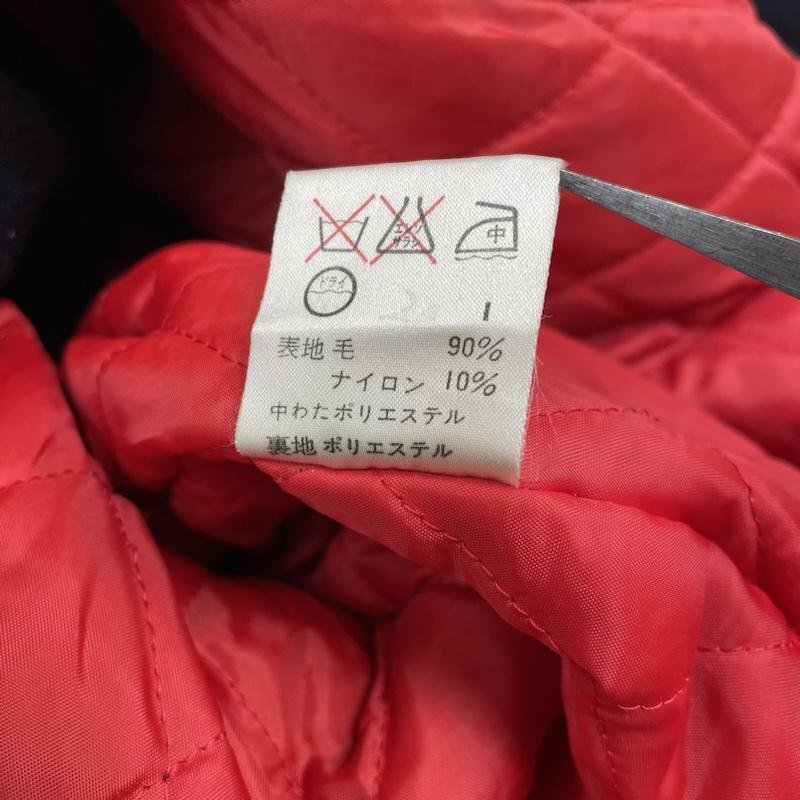 エンソ
サラシ
中
ドライ
I
表地 毛 90%
ナイロン 10%
中わたポリエステル
裏地 ポリエステル